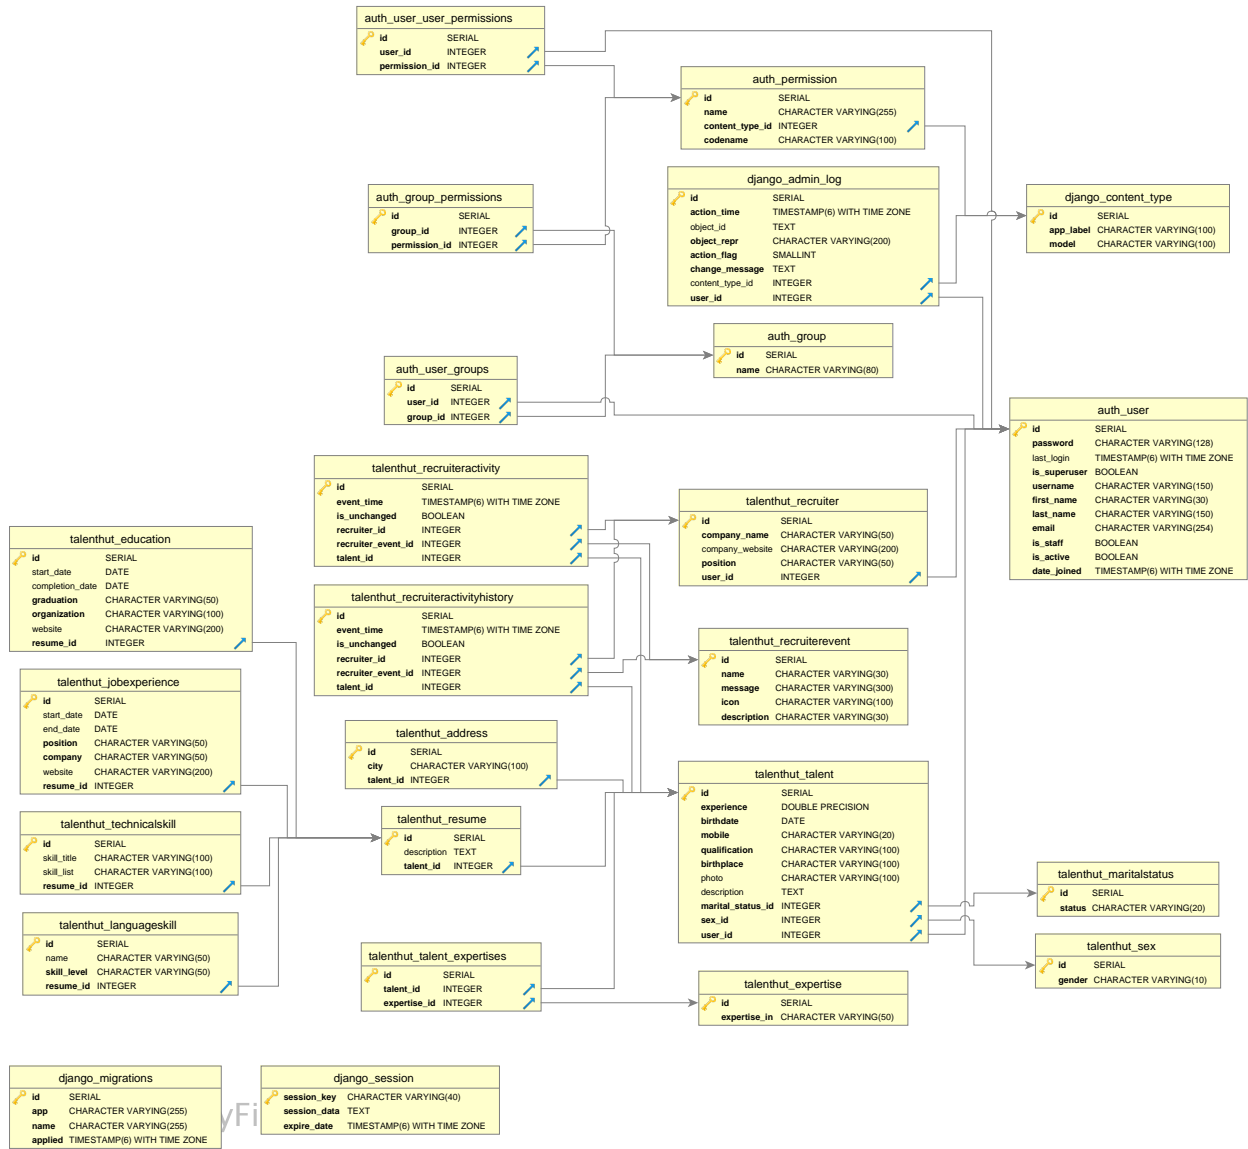 auth_user_user_permissions
id SERIAL
user_id INTEGER
permission_id INTEGER
auth_permission
id SERIAL
name CHARACTER VARYING(255)
content_type_id INTEGER
codename CHARACTER VARYING(100)
django_admin_log
id SERIAL
action_time TIMESTAMP(6) WITH TIME ZONE
object_id TEXT
object_repr CHARACTER VARYING(200)
action_flag SMALLINT
change_message TEXT
content_type_id INTEGER
user_id INTEGER
auth_group_permissions
id SERIAL
group_id INTEGER
permission_id INTEGER
django_content_type
id SERIAL
app_label CHARACTER VARYING(100)
model CHARACTER VARYING(100)
auth_group
id SERIAL
name CHARACTER VARYING(80)
auth_user_groups
id SERIAL
user_id INTEGER
group_id INTEGER
auth_user
id SERIAL
password CHARACTER VARYING(128)
last_login TIMESTAMP(6) WITH TIME ZONE
is_superuser BOOLEAN
username CHARACTER VARYING(150)
first_name CHARACTER VARYING(30)
last_name CHARACTER VARYING(150)
email CHARACTER VARYING(254)
is_staff BOOLEAN
is_active BOOLEAN
date_joined TIMESTAMP(6) WITH TIME ZONE
talenthut_recruiteractivity
id SERIAL
event_time TIMESTAMP(6) WITH TIME ZONE
is_unchanged BOOLEAN
recruiter_id INTEGER
recruiter_event_id INTEGER
talent_id INTEGER
talenthut_recruiter
id SERIAL
company_name CHARACTER VARYING(50)
company_website CHARACTER VARYING(200)
position CHARACTER VARYING(50)
user_id INTEGER
talenthut_education
id SERIAL
start_date DATE
completion_date DATE
graduation CHARACTER VARYING(50)
organization CHARACTER VARYING(100)
website CHARACTER VARYING(200)
resume_id INTEGER
talenthut_recruiteractivityhistory
id SERIAL
event_time TIMESTAMP(6) WITH TIME ZONE
is_unchanged BOOLEAN
recruiter_id INTEGER
recruiter_event_id INTEGER
talent_id INTEGER
talenthut_recruiterevent
id SERIAL
name CHARACTER VARYING(30)
message CHARACTER VARYING(300)
icon CHARACTER VARYING(100)
description CHARACTER VARYING(30)
talenthut_jobexperience
id SERIAL
start_date DATE
end_date DATE
position CHARACTER VARYING(50)
company CHARACTER VARYING(50)
website CHARACTER VARYING(200)
resume_id INTEGER
talenthut_address
id SERIAL
city CHARACTER VARYING(100)
talent_id INTEGER
talenthut_talent
id SERIAL
experience DOUBLE PRECISION
birthdate DATE
mobile CHARACTER VARYING(20)
qualification CHARACTER VARYING(100)
birthplace CHARACTER VARYING(100)
photo CHARACTER VARYING(100)
description TEXT
marital_status_id INTEGER
sex_id INTEGER
user_id INTEGER
talenthut_technicalskill
id SERIAL
skill_title CHARACTER VARYING(100)
skill_list CHARACTER VARYING(100)
resume_id INTEGER
talenthut_resume
id SERIAL
description TEXT
talent_id INTEGER
talenthut_maritalstatus
id SERIAL
status CHARACTER VARYING(20)
talenthut_languageskill
id SERIAL
name CHARACTER VARYING(50)
skill_level CHARACTER VARYING(50)
resume_id INTEGER
talenthut_talent_expertises
id SERIAL
talent_id INTEGER
expertise_id INTEGER
talenthut_sex
id SERIAL
gender CHARACTER VARYING(10)
talenthut_expertise
id SERIAL
expertise_in CHARACTER VARYING(50)
django_migrations
id SERIAL
app CHARACTER VARYING(255)
name CHARACTER VARYING(255)
applied TIMESTAMP(6) WITH TIME ZONE
django_session
session_key CHARACTER VARYING(40)
session_data TEXT
expire_date TIMESTAMP(6) WITH TIME ZONE